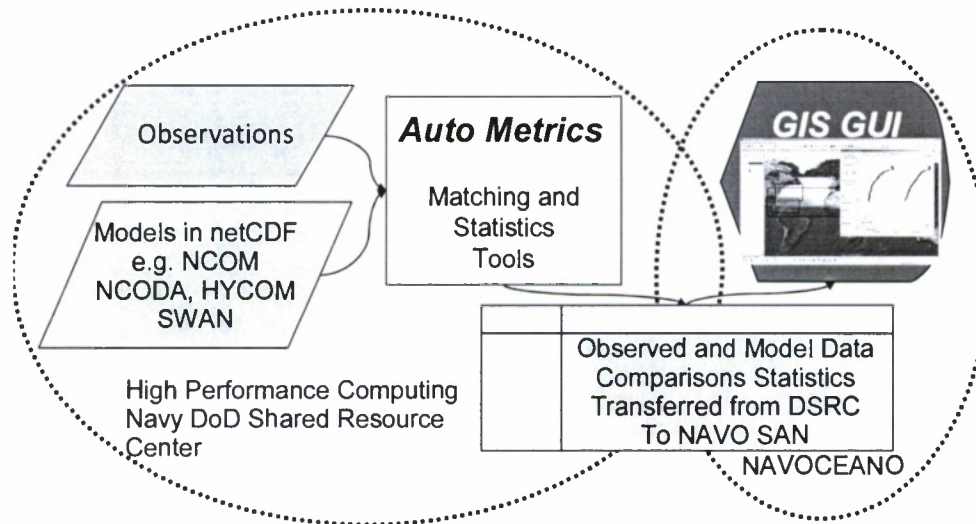 Observations
Models in netCDF
e.g. NCOM
NCODA, HYCOM
SWAN
Auto Metrics
Matching and
Statistics
Tools
GIS GUI
Observed and Model Data
Comparisons Statistics
Transferred from DSRC
To NAVO SAN
High Performance Computing
Navy DoD Shared Resource
Center
NAVOCEANO